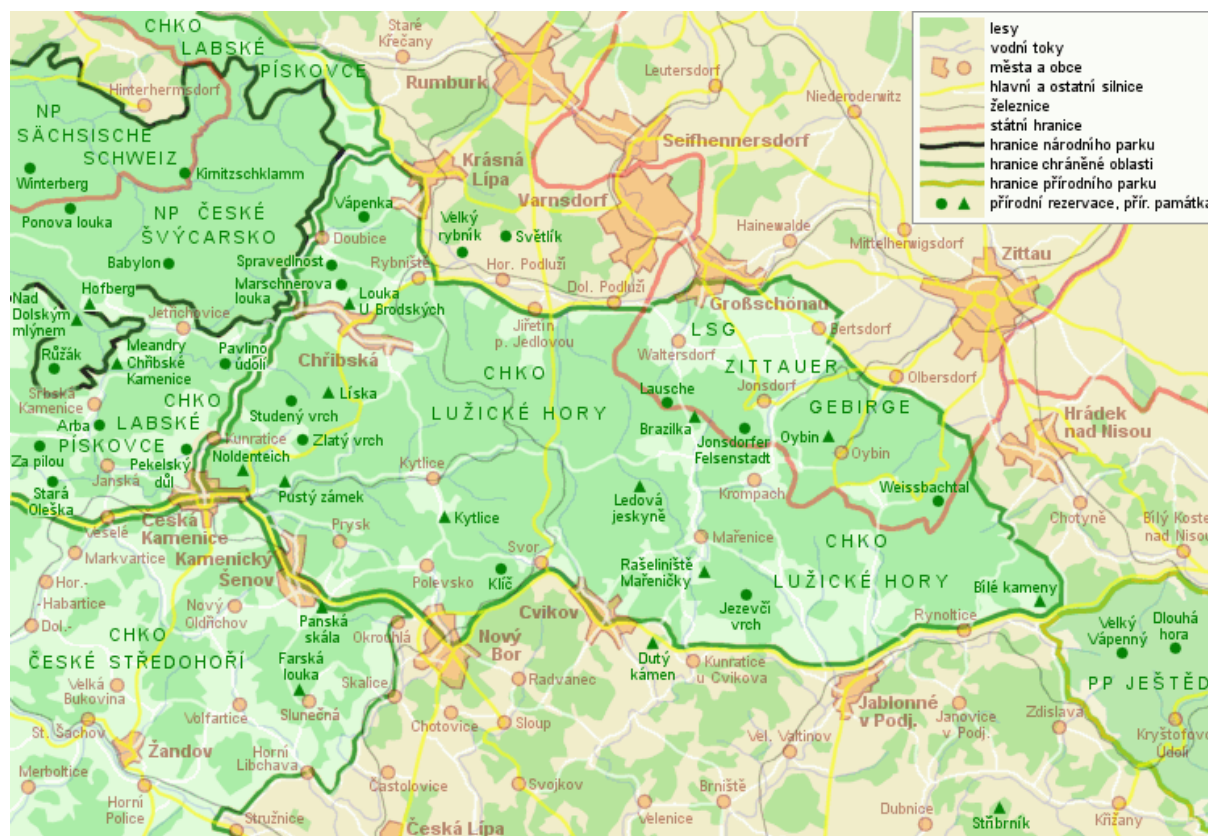 CHKO
LABSKÉ
PÍSKOVCE
Staré
Křečany
Rumburk
Leutersdorf
Niederoderwitz
Seifhennersdorf
Hinterhermsdorf
NP
SÄCHSISCHE
SCHWEIZ
Winterberg
Kirnitzschklamm
Ponova louka
NP ČESKÉ
ŠVÝCARSKO
Babylon
Hofberg
Nad
Dolským
mlýnem
Jetřichovice
Růžák
Meandry
Chřibské
Kamenice
Srbská
Kamenice
Pavlino
údolí
Krásná
Lípa
Varnsdorf
Vápenka
Doubice
Velký
rybník
Světlík
Spravedlnost
Rybniště
Hor. Podluží
Marschnerova
louka
Louka
U Brodských
Dol. Podluží
Jiřetín
p. Jedlovou
Chřibská
Hainewalde
Mittelherwigsdorf
Zittau
Großschönau
LSG
Bertsdorf
Waltersdorf
ZITTAUER
Jonsdorf
Olbersdorf
GEBIRGE
Lausche
Brazilka
Jonsdorfer
Felsenstadt
Oybin
Oybin
Hrádek
nad Nisou
Weissbachtal
Krompach
Chotyně
Bílý Koste
nad Nisou
CHKO
LUŽICKÉ HORY
CHKO
LABSKÉ
PÍSKOVCE
Arba
Za pilou
Janská
Stará
Oleška
Pekelský
důl
Kunratice
Noldenteich
Studený vrch
Líska
Zlatý vrch
Kytlice
Pustý zámek
Kytlice
Ledová
jeskyně
Mařenice
Rašeliniště
Mařeničky
CHKO
LUŽICKÉ HORY
Jezevčí
vrch
Bílé kameny
Rynoltice
Veselé
Česká
Kamenice
Markvartice
Kamenický
Šenov
Prysk
Polevsko
Klíč
Svor
Cvikov
Hor.-
-Habartice
Dol.-
Nový
Oldřichov
Panská
skála
Okrouhlá
Nový
Bor
CHKO
ČESKÉ STŘEDOHOŘÍ
Farská
louka
Velká
Bukovina
Volfartice
Slunečná
Skalice
Radvanec
Dutý
kámen
Kunratice
u Cvikova
Jablonné
v Podj.
Velký
Vápenný
Dlouhá
hora
PP JEŠTĚD
Janovice
v Podj.
Zdislava
Kryštofovo
Údolí
St. Šachov
Žandov
Horní
Libchava
Chotovice
Sloup
Vel. Valtinov
Merboltice
Horní
Police
Častolovice
Svojkov
Brniště
Stružnice
Česká Lípa
Velenice
Dubnice
Stříbrník
Křižany
lesy
vodní toky
města a obce
hlavní a ostatní silnice
železnice
státní hranice
hranice národního parku
hranice chráněné oblasti
hranice přírodního parku
přírodní rezervace, přír. památka